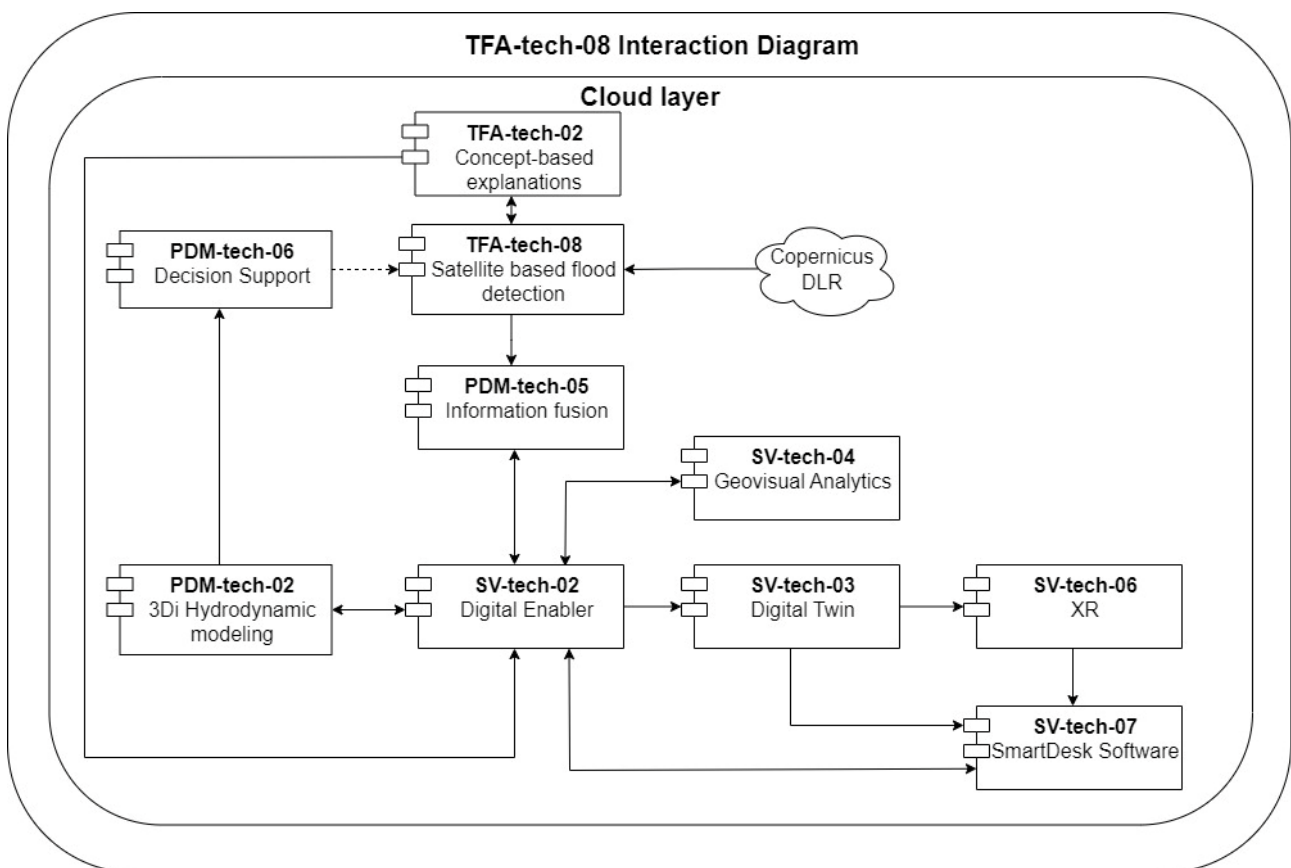 TFA-tech-08 Interaction Diagram
Cloud layer
TFA-tech-02
Concept-based
explanations
PDM-tech-06
Decision Support
TFA-tech-08
Satellite based flood
detection
Copernicus
DLR
PDM-tech-05
Information fusion
SV-tech-04
Geovisual Analytics
PDM-tech-02
3Di Hydrodynamic
modeling
SV-tech-02
Digital Enabler
SV-tech-03
Digital Twin
SV-tech-06
XR
SV-tech-07
SmartDesk Software